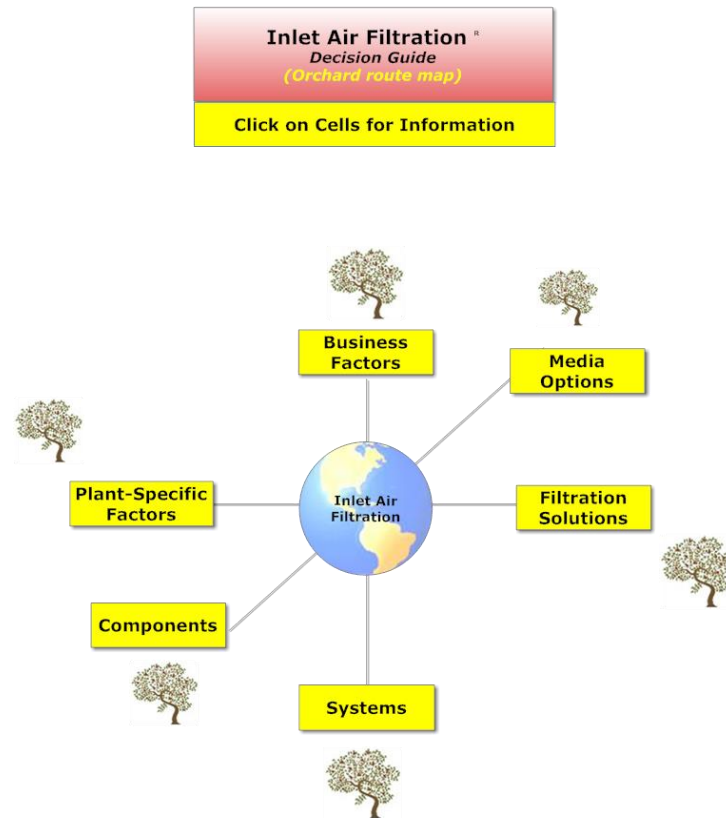 Inlet Air Filtration ®
Decision Guide
(Orchard route map)
Click on Cells for Information
Business
Factors
Media
Options
Plant-Specific
Factors
Inlet Air
Filtration
Filtration
Solutions
Components
Systems